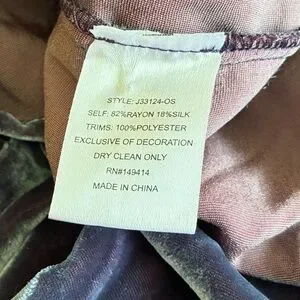 STYLE: J33124-OS
SELF: 82%RAYON 18%SILK
TRIMS: 100%POLYESTER
EXCLUSIVE OF DECORATION
DRY CLEAN ONLY
RN#149414
MADE IN CHINA